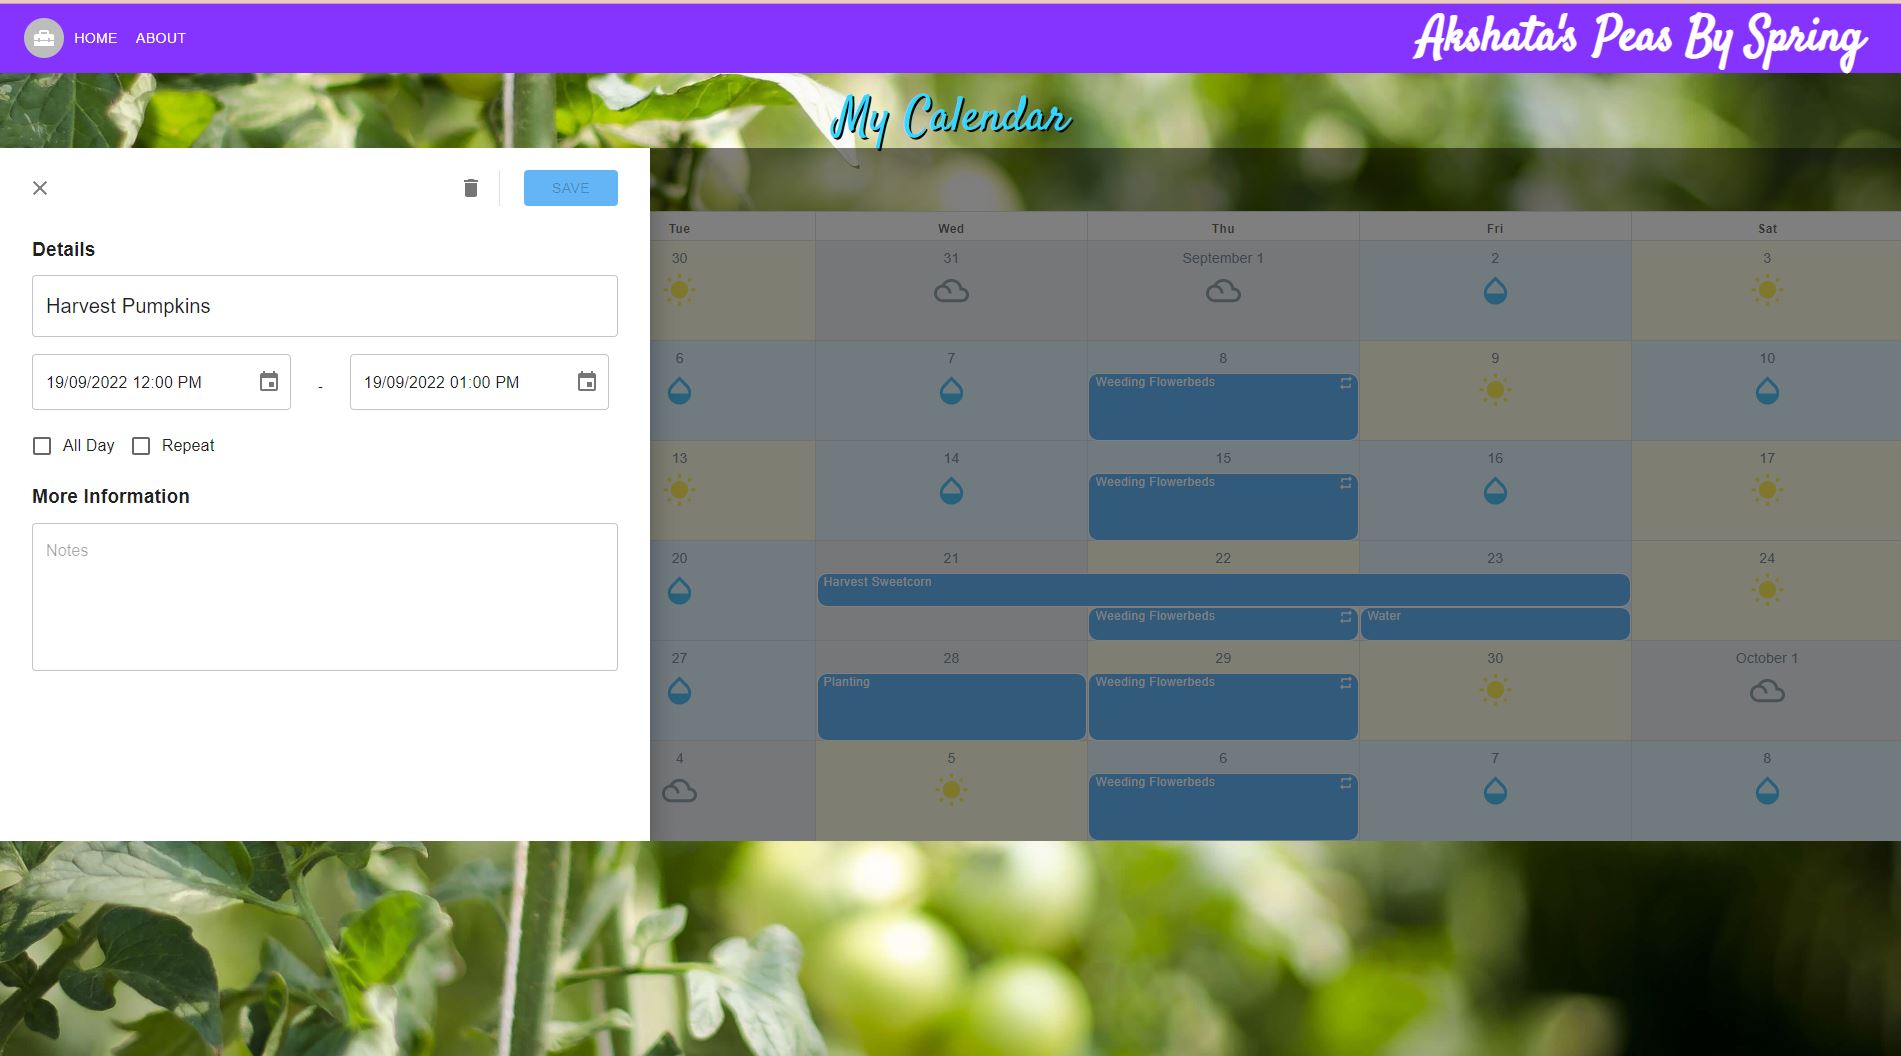 HOME ABOUT
Akshata's Peas By Spring
My Calendar
SAVE
Details
Harvest Pumpkins
19/09/2022 12:00 PM - 19/09/2022 01:00 PM
All Day Repeat
More Information
Notes
Tue Wed Thu Fri Sat
30 31 September 1 2 3
6 7 8 9 10
Weeding Flowerbeds
13 14 15 16 17
Weeding Flowerbeds
20 21 22 23 24
Harvest Sweetcorn
Weeding Flowerbeds Water
27 28 29 30 October 1
Planting Weeding Flowerbeds
4 5 6 7 8
Weeding Flowerbeds